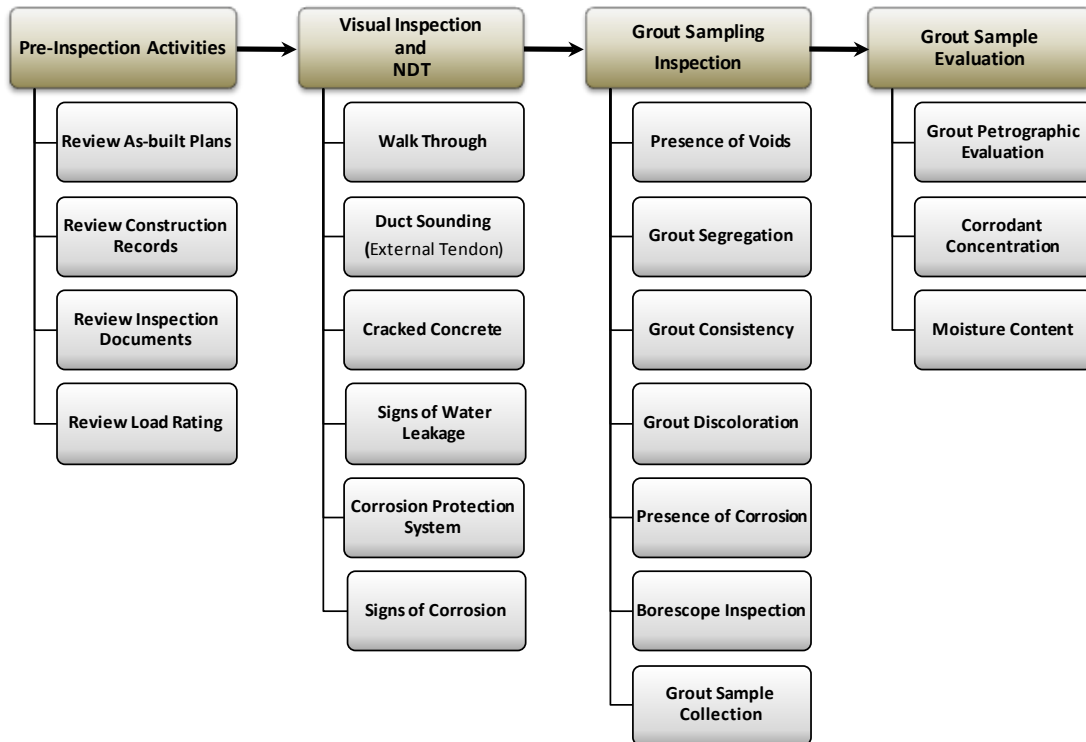 Pre-Inspection Activities
Review As-built Plans
Review Construction
Records
Review Inspection
Documents
Review Load Rating
Visual Inspection
and
NDT
Walk Through
Duct Sounding
(External Tendon)
Cracked Concrete
Signs of Water
Leakage
Corrosion Protection
System
Signs of Corrosion
Grout Sampling
Inspection
Presence of Voids
Grout Segregation
Grout Consistency
Grout Discoloration
Presence of Corrosion
Borescope Inspection
Grout Sample
Collection
Grout Sample
Evaluation
Grout Petrographic
Evaluation
Corrodant
Concentration
Moisture Content